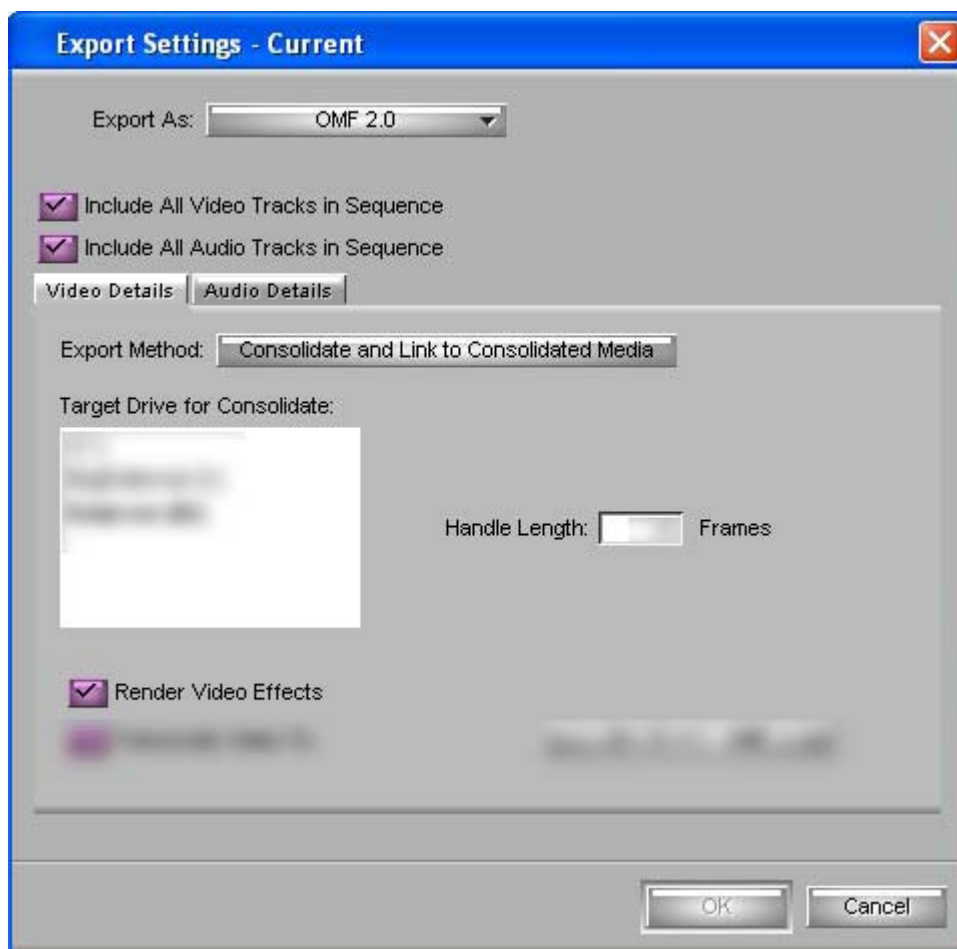 Export Settings - Current
Export As: OMF 2.0
Include All Video Tracks in Sequence
Include All Audio Tracks in Sequence
Video Details Audio Details
Export Method: Consolidate and Link to Consolidated Media
Target Drive for Consolidate:
Handle Length: Frames
Render Video Effects
OK Cancel